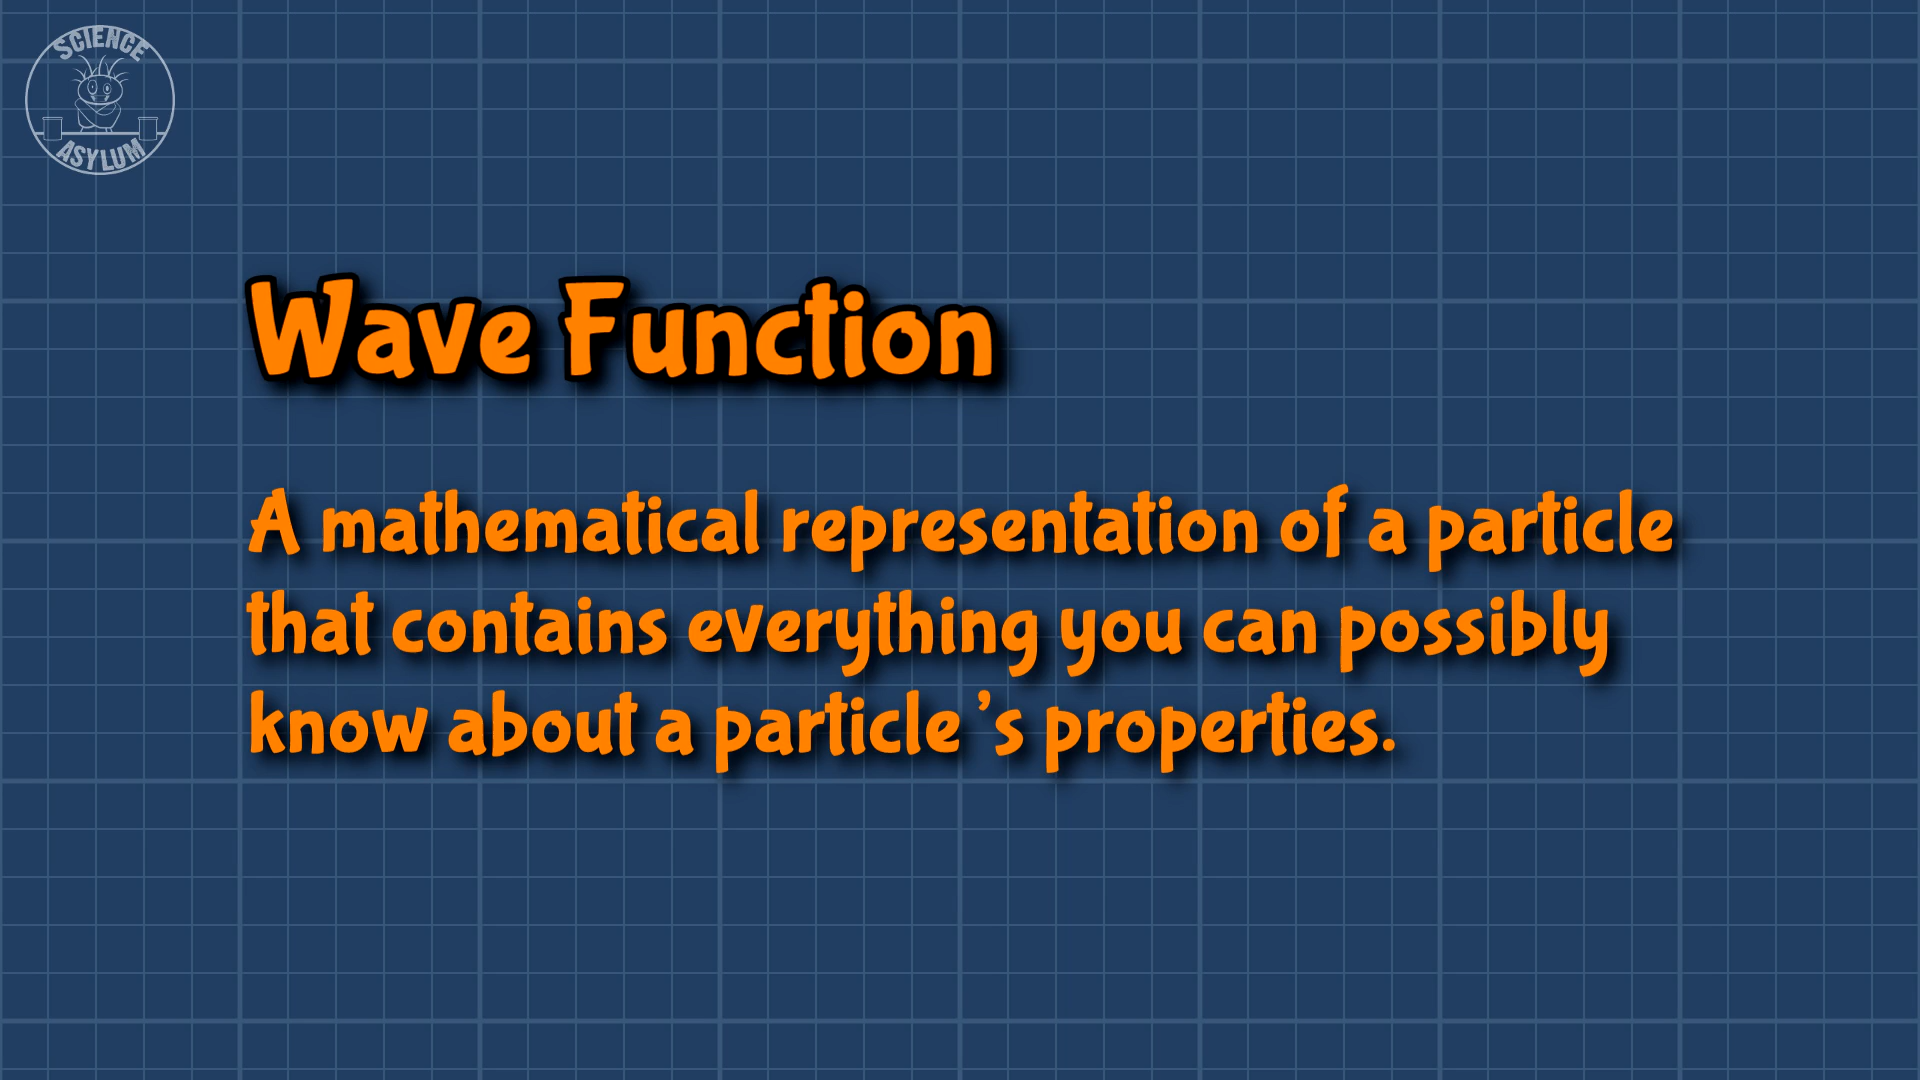 SCIENCE
ASYLUM
Wave Function
A mathematical representation of a particle
that contains everything you can possibly
know about a particle's properties.